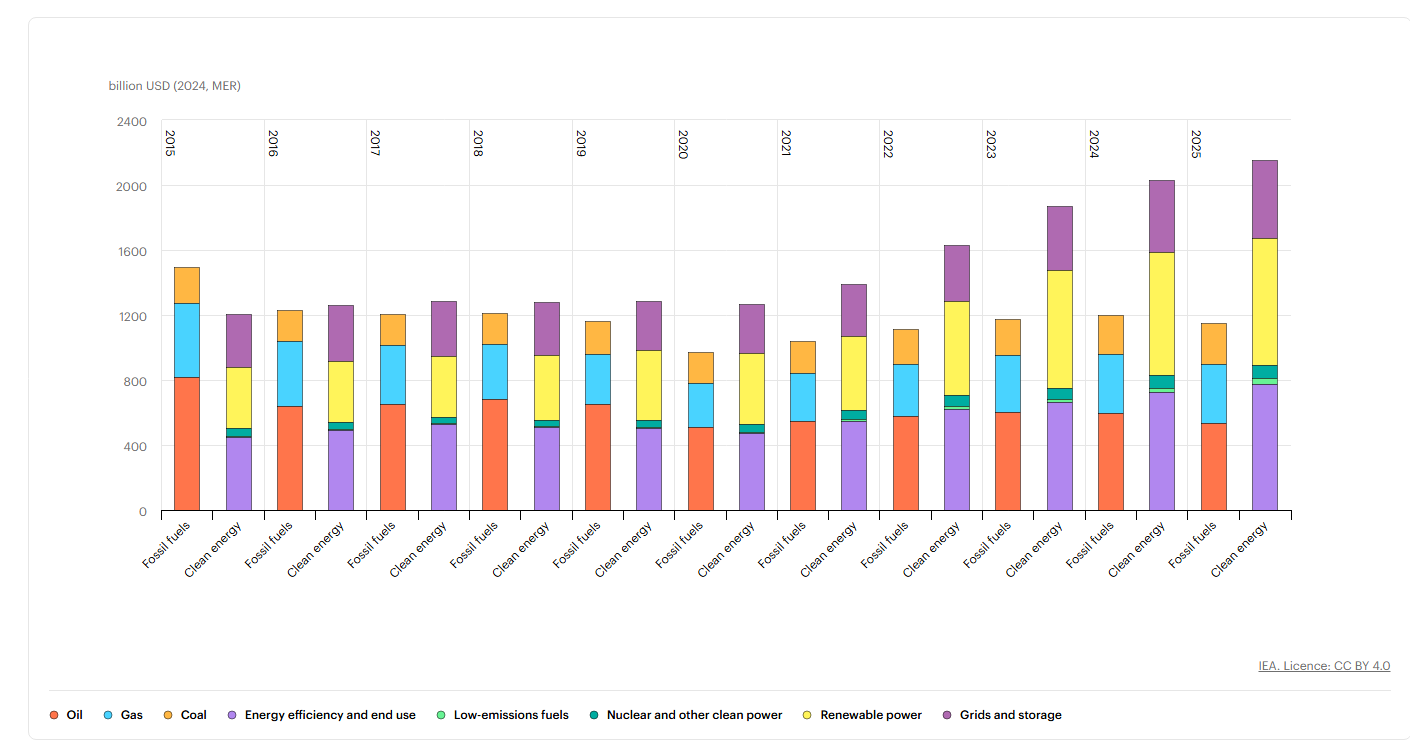 billion USD (2024, MER)
2400
2015
2016
2017
2018
2019
2020
2021
2022
2023
2024
2025
2000
1600
1200
800
400
0
Fossil fuels
Clean energy
Fossil fuels
Clean energy
Fossil fuels
Clean energy
Fossil fuels
Clean energy
Fossil fuels
Clean energy
Fossil fuels
Clean energy
Fossil fuels
Clean energy
Fossil fuels
Clean energy
Fossil fuels
Clean energy
Fossil fuels
Clean energy
Fossil fuels
Clean energy
IEA. Licence: CC BY 4.0
Oil Gas Coal Energy efficiency and end use Low-emissions fuels Nuclear and other clean power Renewable power Grids and storage